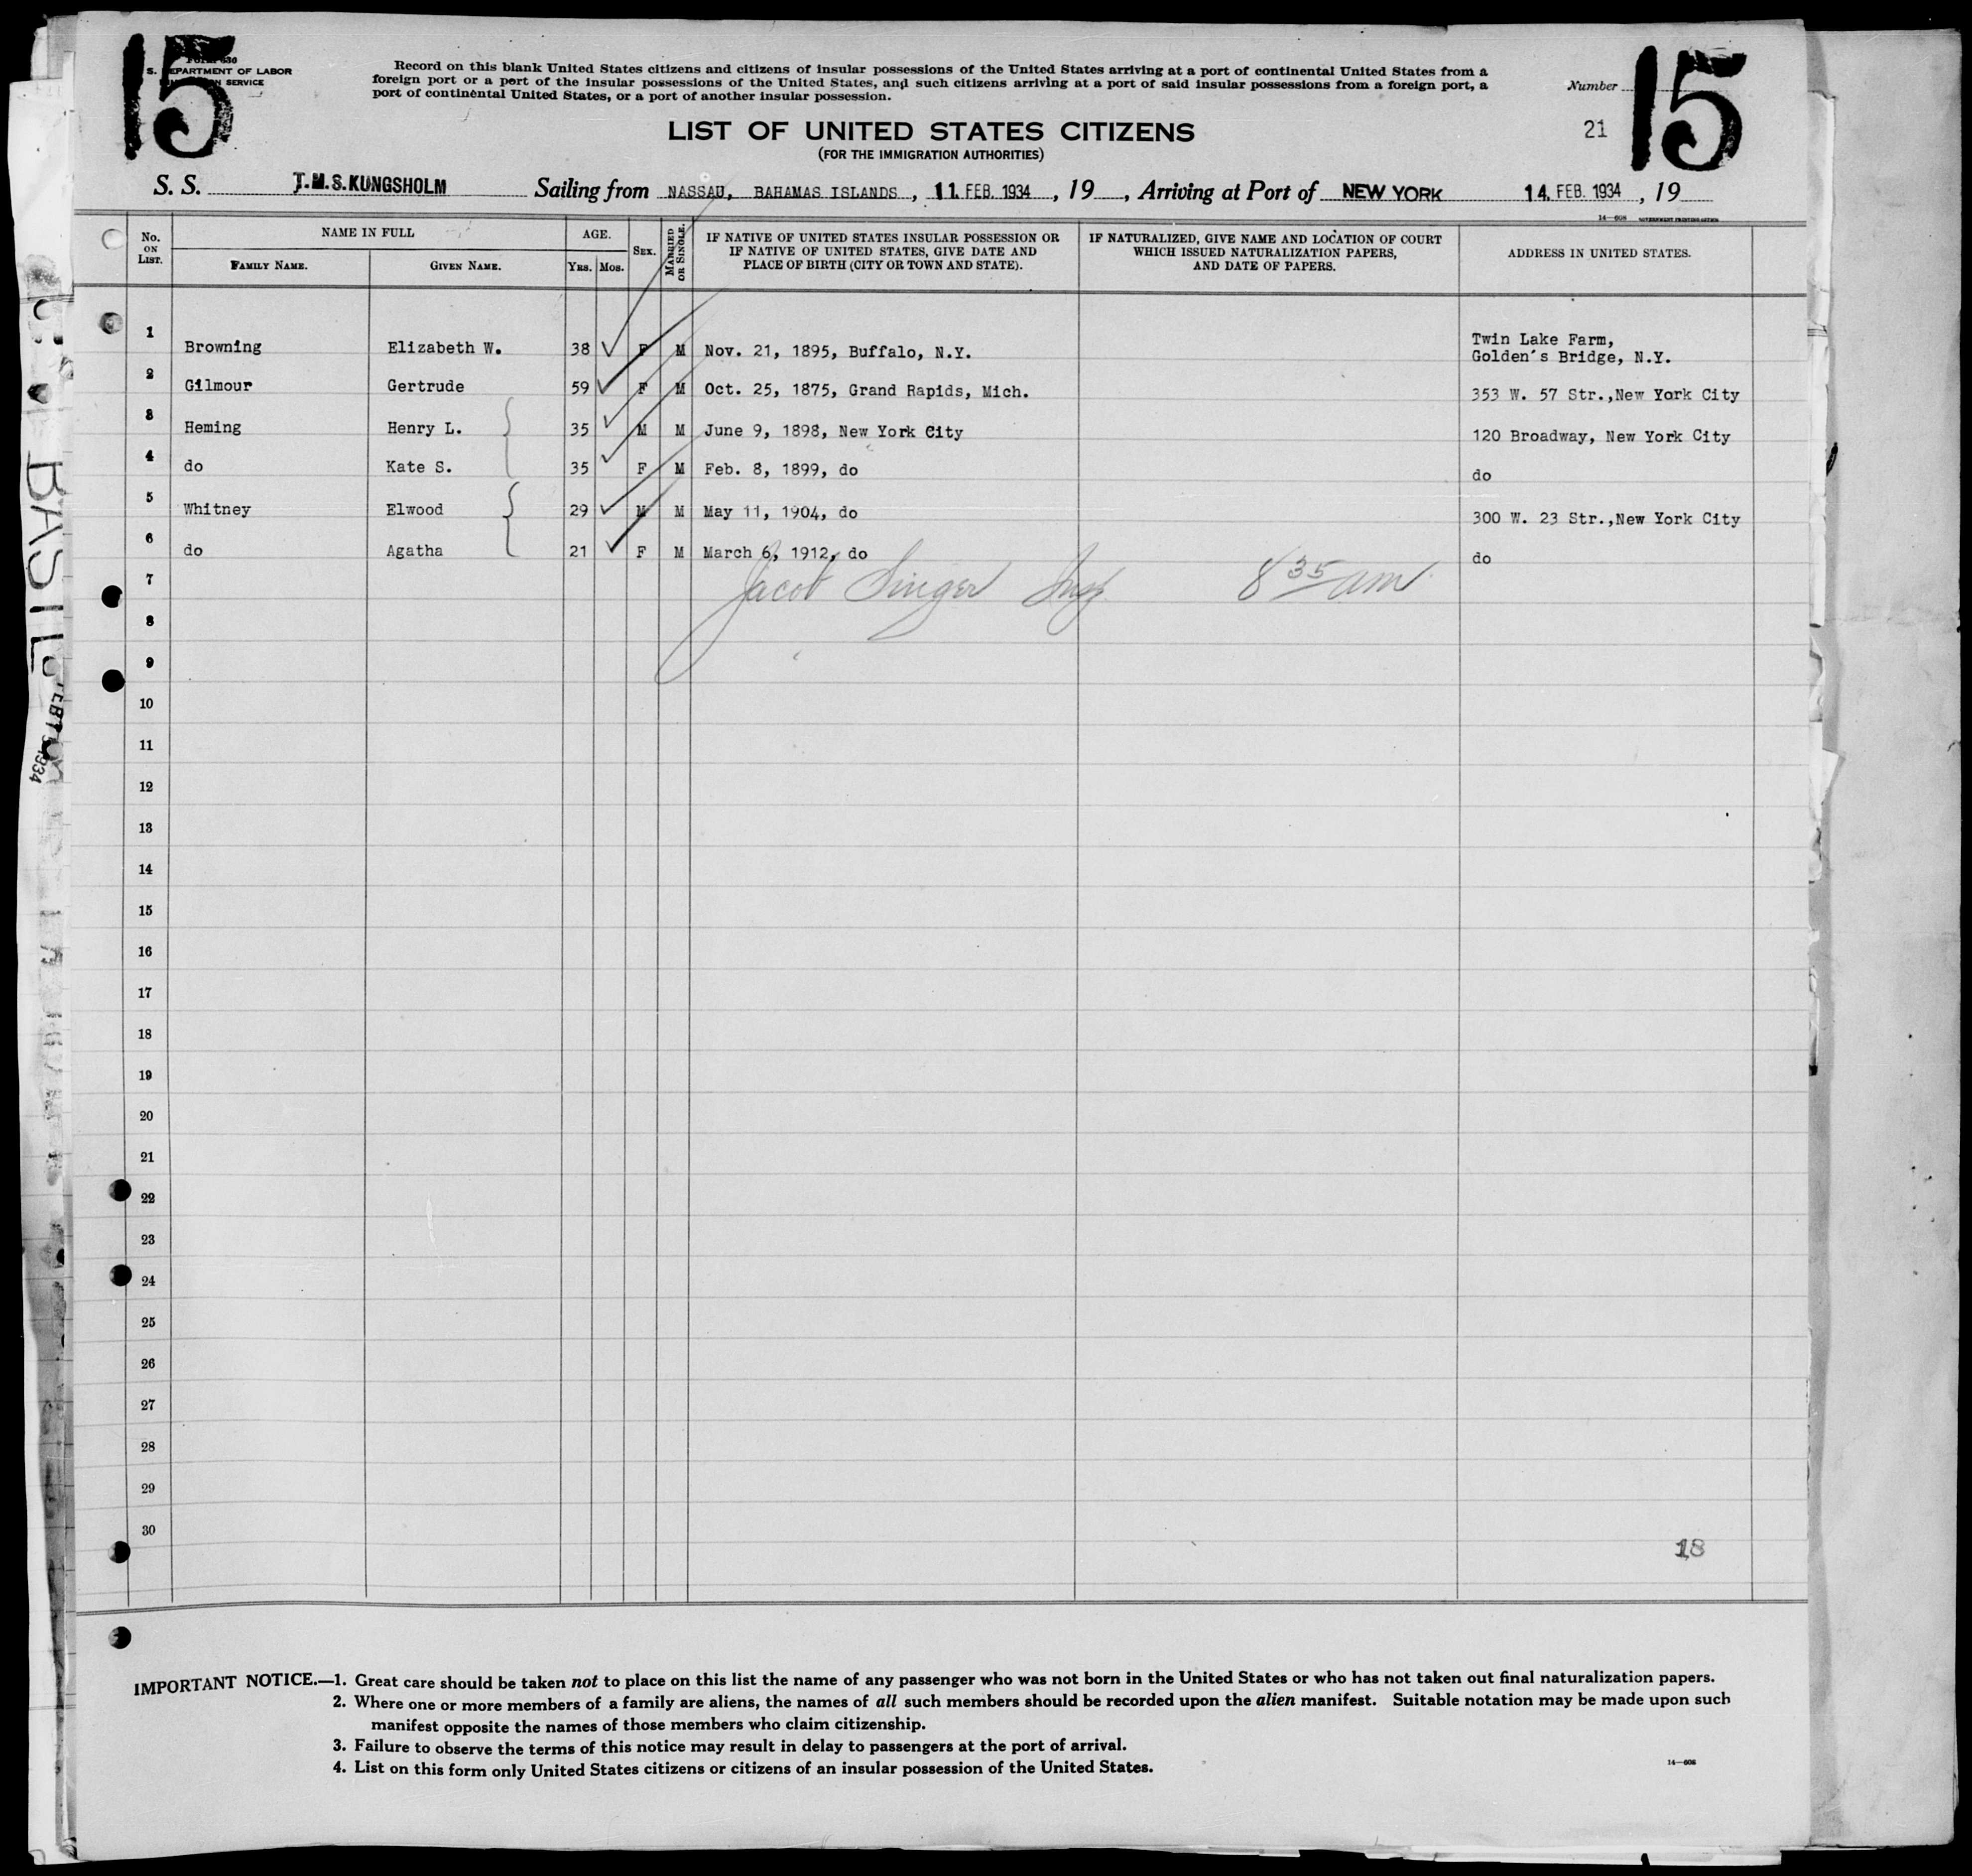 15
Form 630
S. DEPARTMENT OF LABOR
SERVICE
Record on this blank United States citizens and citizens of insular possessions of the United States arriving at a port of continental United States from a
foreign port or a port of the insular possessions of the United States, and such citizens arriving at a port of said insular possessions from a foreign port, a
port of continental United States, or a port of another insular possession.
Number
15
21
LIST OF UNITED STATES CITIZENS
(FOR THE IMMIGRATION AUTHORITIES)
S. S. T.M.S.KUNGSHOLM Sailing from NASSAU, BAHAMAS ISLANDS, 11. FEB. 1934, 19, Arriving at Port of NEW YORK 14. FEB. 1934, 19
14—608 GOVERNMENT PRINTING OFFICE
No. ON LIST. NAME IN FULL AGE. SEX. MARRIED OR SINGLE. IF NATIVE OF UNITED STATES INSULAR POSSESSION OR IF NATIVE OF UNITED STATES, GIVE DATE AND PLACE OF BIRTH (CITY OR TOWN AND STATE). IF NATURALIZED, GIVE NAME AND LOCATION OF COURT WHICH ISSUED NATURALIZATION PAPERS, AND DATE OF PAPERS. ADDRESS IN UNITED STATES.
FAMILY NAME. GIVEN NAME. YRS. MOS.
1 Browning Elizabeth W. 38 F M Nov. 21, 1895, Buffalo, N.Y. Twin Lake Farm,
Golden's Bridge, N.Y.
2 Gilmour Gertrude 59 F M Oct. 25, 1875, Grand Rapids, Mich. 353 W. 57 Str.,New York City
3 Heming Henry L. 35 M M June 9, 1898, New York City 120 Broadway, New York City
4 do Kate S. 35 F M Feb. 8, 1899, do do
5 Whitney Elwood 29 M M May 11, 1904, do 300 W. 23 Str.,New York City
6 do Agatha 21 F M March 6, 1912, do do
7 Jacob Singer Insp 8 35 am
8
9
10
11
12
13
14
15
16
17
18
19
20
21
22
23
24
25
26
27
28
29
30
18
IMPORTANT NOTICE.—1. Great care should be taken not to place on this list the name of any passenger who was not born in the United States or who has not taken out final naturalization papers.
2. Where one or more members of a family are aliens, the names of all such members should be recorded upon the alien manifest. Suitable notation may be made upon such
manifest opposite the names of those members who claim citizenship.
3. Failure to observe the terms of this notice may result in delay to passengers at the port of arrival.
4. List on this form only United States citizens or citizens of an insular possession of the United States.
14—608
BASIL